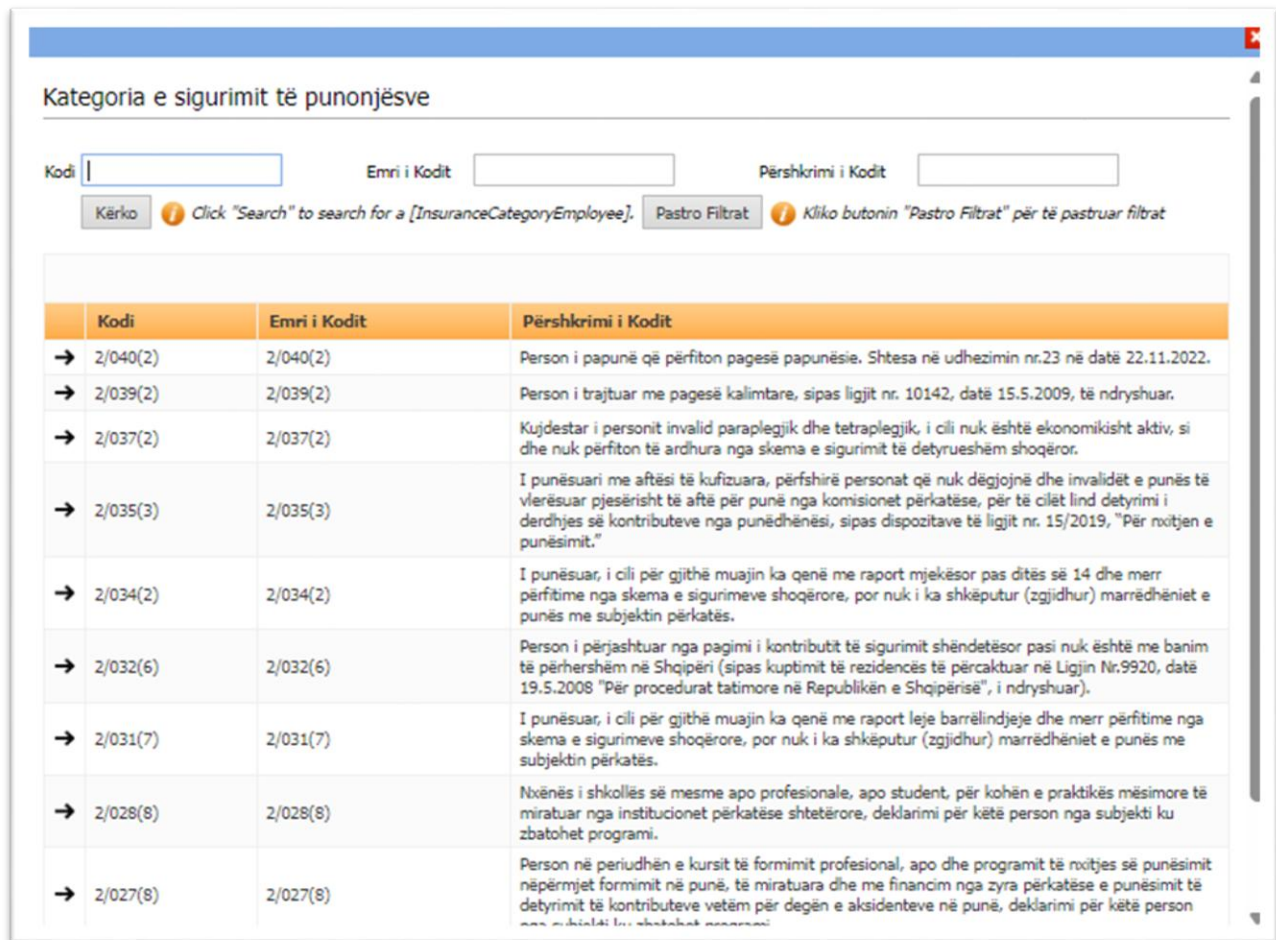 Kategoria e sigurimit të punonjësve
Kodi Emri i Kodit Përshkrimi i Kodit
Kërko Click "Search" to search for a [InsuranceCategoryEmployee]. Pastro Filtrat Kliko butonin "Pastro Filtrat" për të pastruar filtrat
Kodi Emri i Kodit Përshkrimi i Kodit
2/040(2) 2/040(2) Person i papunë që përfiton pagesë papunësie. Shtesa në udhezimin nr.23 në datë 22.11.2022.
2/039(2) 2/039(2) Person i trajtuar me pagesë kalimtare, sipas ligjit nr. 10142, datë 15.5.2009, të ndryshuar.
2/037(2) 2/037(2) Kujdestar i personit invalid paraplegjik dhe tetraplegjik, i cili nuk është ekonomikisht aktiv, si
dhe nuk përfiton të ardhura nga skema e sigurimit të detyrueshëm shoqëror.
2/035(3) 2/035(3) I punësuari me aftësi të kufizuara, përfshirë personat që nuk dëgjojnë dhe invalidët e punës të
vlerësuar pjesërisht të aftë për punë nga komisionet përkatëse, për të cilët lind detyrimi i
derdhjes së kontributeve nga punëdhënësi, sipas dispozitave të ligjit nr. 15/2019, "Për nxitjen e
punësimit."
2/034(2) 2/034(2) I punësuar, i cili për gjithë muajin ka qenë me raport mjekësor pas ditës së 14 dhe merr
përfitime nga skema e sigurimeve shoqërore, por nuk i ka shkëputur (zgjidhur) marrëdhëniet e
punës me subjektin përkatës.
2/032(6) 2/032(6) Person i përjashtuar nga pagimi i kontributit të sigurimit shëndetësor pasi nuk është me banim
të përhershëm në Shqipëri (sipas kuptimit të rezidencës të përcaktuar në Ligjin Nr.9920, datë
19.5.2008 "Për procedurat tatimore në Republikën e Shqipërisë", i ndryshuar).
2/031(7) 2/031(7) I punësuar, i cili për gjithë muajin ka qenë me raport leje barrëlindjeje dhe merr përfitime nga
skema e sigurimeve shoqërore, por nuk i ka shkëputur (zgjidhur) marrëdhëniet e punës me
subjektin përkatës.
2/028(8) 2/028(8) Nxënës i shkollës së mesme apo profesionale, apo student, për kohën e praktikës mësimore të
miratuar nga institucionet përkatëse shtetërore, deklarimi për këtë person nga subjekti ku
zbatohet programi.
2/027(8) 2/027(8) Person në periudhën e kursit të formimit profesional, apo dhe programit të nxitjes së punësimit
nëpërmjet formimit në punë, të miratuara dhe me financim nga zyra përkatëse e punësimit të
detyrimit të kontributeve vetëm për degën e aksidenteve në punë, deklarimi për këtë person
nga subjekti ku zbatohet programi.